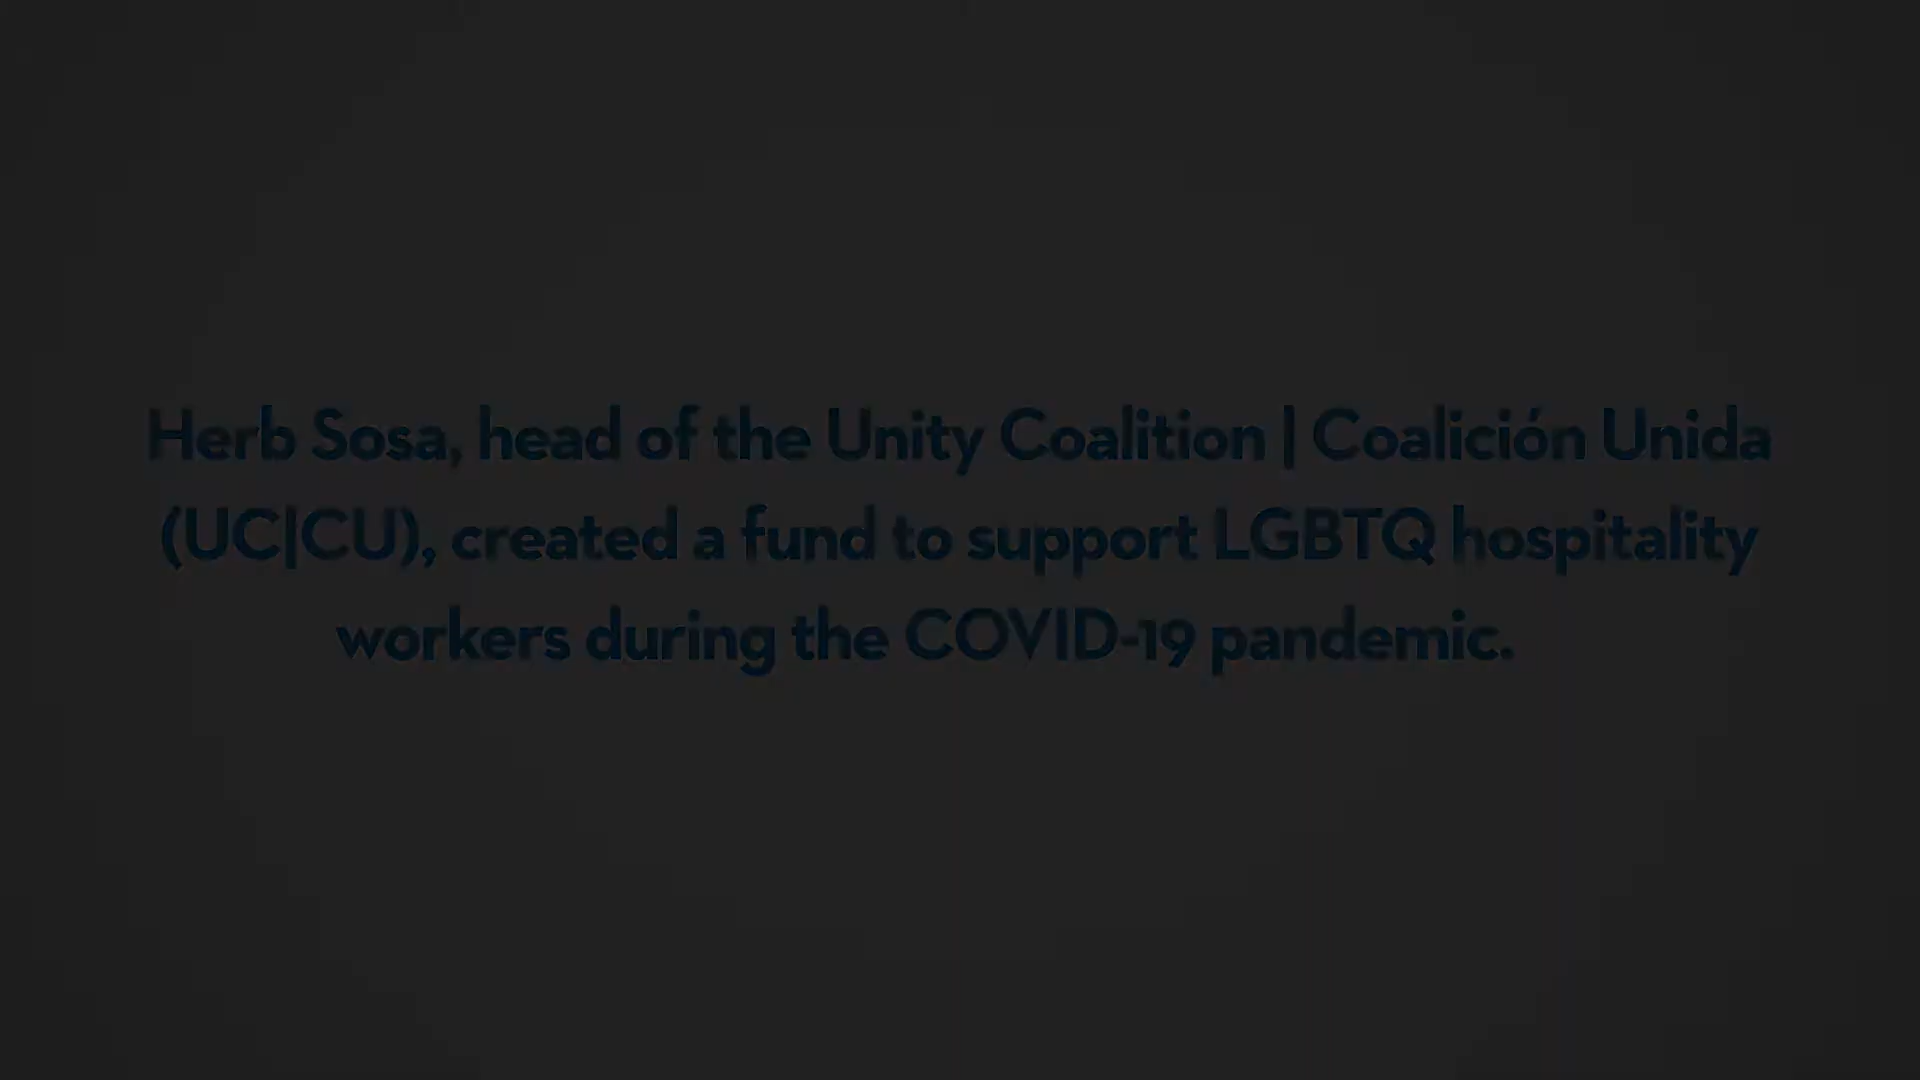 Herb Sosa, head of the Unity Coalition | Coalición Unida
(UC|CU), created a fund to support LGBTQ hospitality
workers during the COVID-19 pandemic.